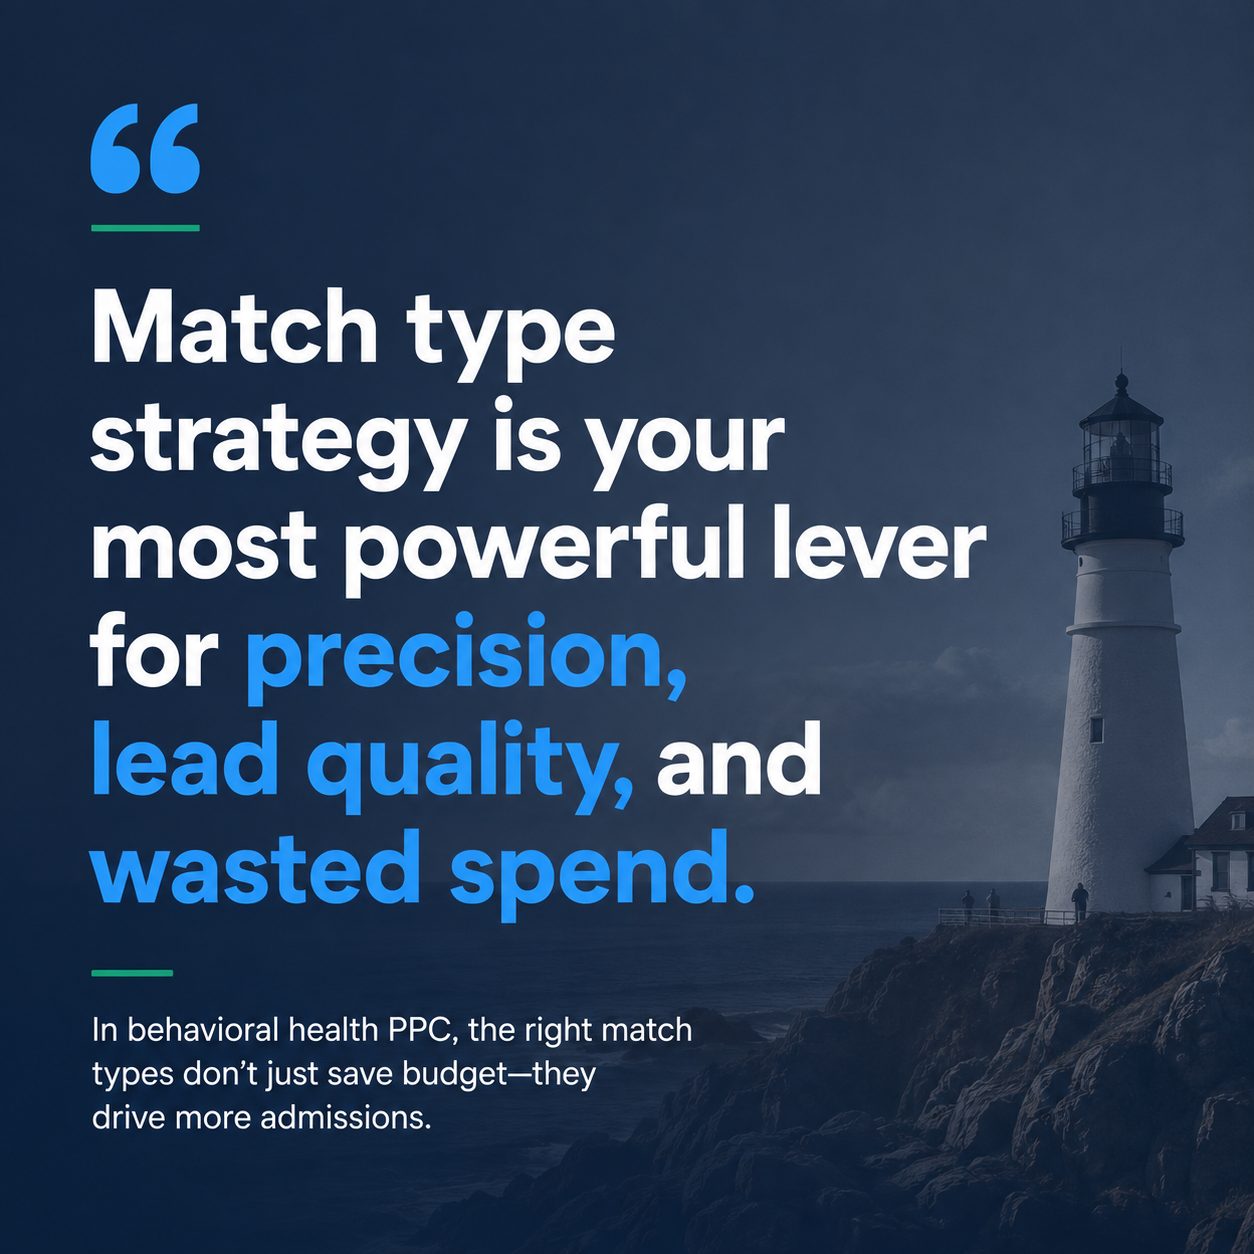 “
Match type
strategy is your
most powerful lever
for precision,
lead quality, and
wasted spend.
In behavioral health PPC, the right match
types don’t just save budget—they
drive more admissions.